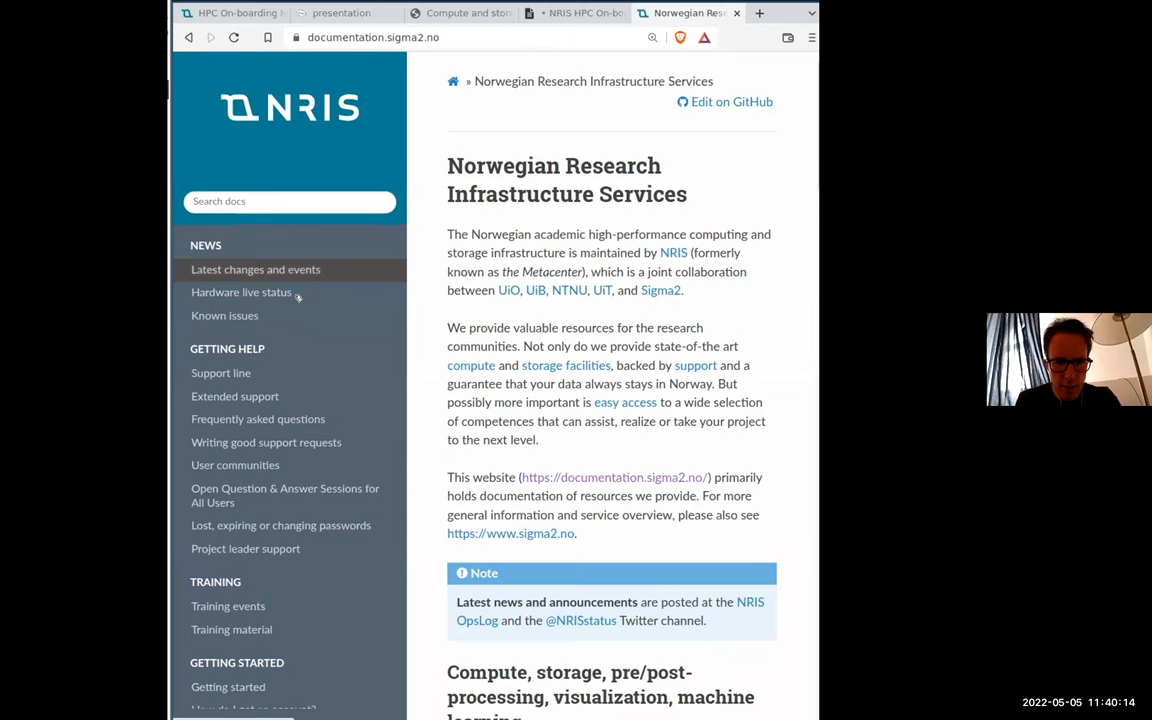 HPC On-boarding
presentation
Compute and stor
• NRIS HPC On-bo
Norwegian Rese
documentation.sigma2.no
NRIS
Search docs
NEWS
Latest changes and events
Hardware live status
Known issues
GETTING HELP
Support line
Extended support
Frequently asked questions
Writing good support requests
User communities
Open Question & Answer Sessions for
All Users
Lost, expiring or changing passwords
Project leader support
TRAINING
Training events
Training material
GETTING STARTED
Getting started
» Norwegian Research Infrastructure Services
Edit on GitHub
Norwegian Research
Infrastructure Services
The Norwegian academic high-performance computing and
storage infrastructure is maintained by NRIS (formerly
known as the Metacenter), which is a joint collaboration
between UiO, UiB, NTNU, UiT, and Sigma2.
We provide valuable resources for the research
communities. Not only do we provide state-of-the art
compute and storage facilities, backed by support and a
guarantee that your data always stays in Norway. But
possibly more important is easy access to a wide selection
of competences that can assist, realize or take your project
to the next level.
This website (https://documentation.sigma2.no/) primarily
holds documentation of resources we provide. For more
general information and service overview, please also see
https://www.sigma2.no.
Note
Latest news and announcements are posted at the NRIS
OpsLog and the @NRISstatus Twitter channel.
Compute, storage, pre/post-
processing, visualization, machine
learning
2022-05-05 11:40:14